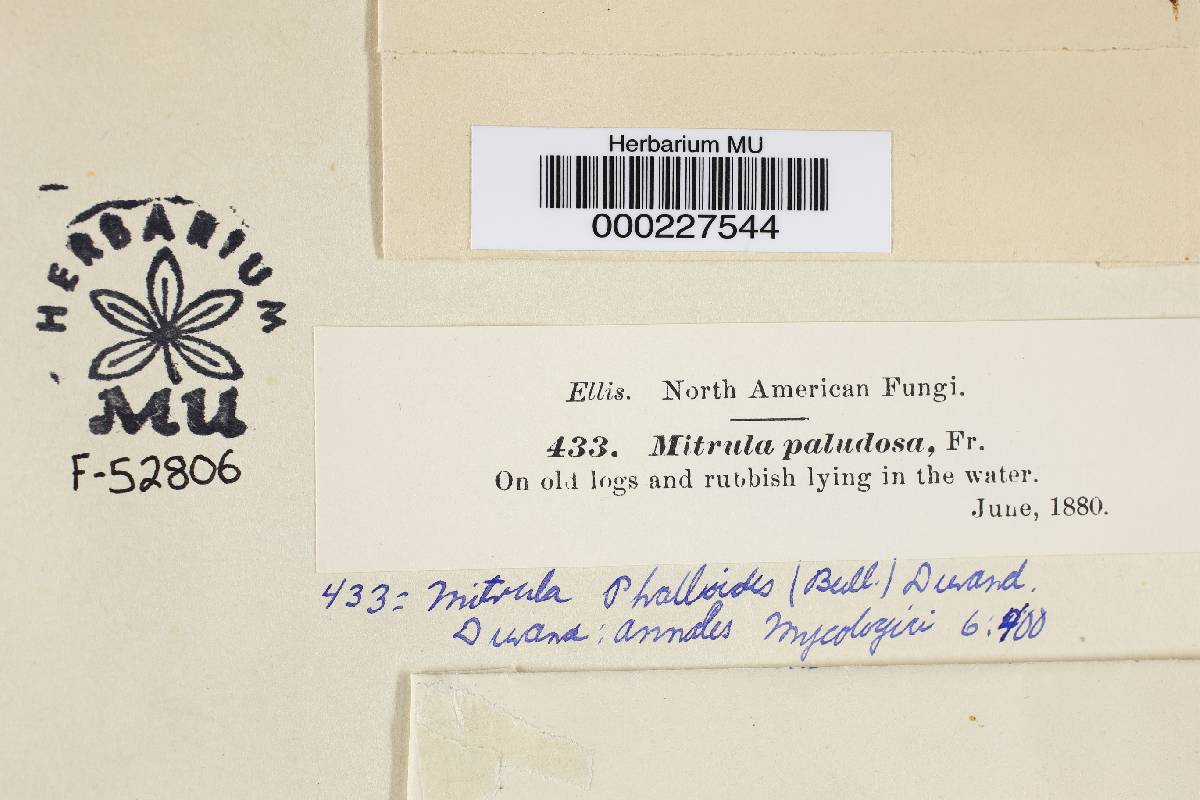 Herbarium MU
000227544
HERBARIUM
MU
F-52806
Ellis. North American Fungi.
433. Mitrula paludosa, Fr.
On old logs and rubbish lying in the water.
June, 1880.
433= Mitrula Phalloides (Bull.) Durand.
Durand: Annales Mycologici 6:400